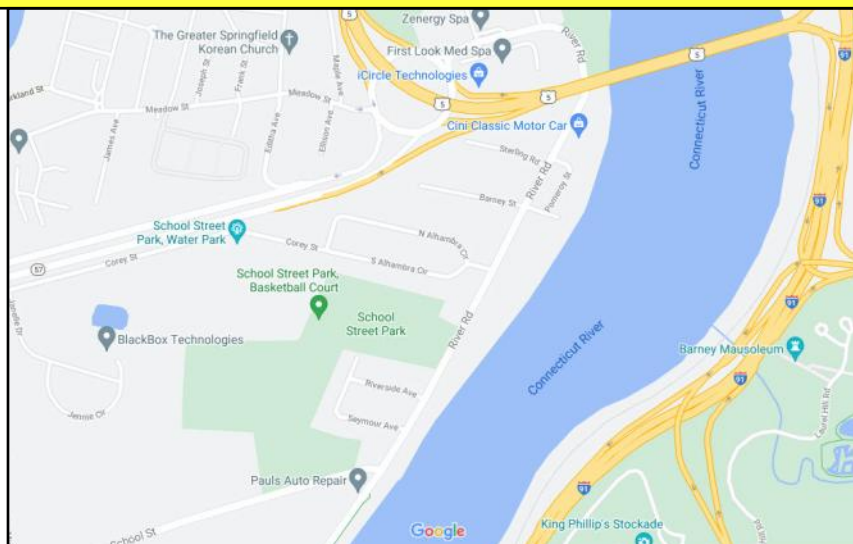 Zenergy Spa
5
The Greater Springfield
Korean Church
First Look Med Spa
River Rd
5
91
iCircle Technologies
Joseph St
Frank St
Maple Ave
Meadow St
Meadow St
5
5
Cini Classic Motor Car
Connecticut River
James Ave
Editha Ave
Ellison Ave
Sterling Rd
River Rd
Pomeroy St
Barney St
91
School Street
Park, Water Park
Corey St
N Alhambra Cir
S Alhambra Cir
57
Corey St
School Street Park,
Basketball Court
School
Street Park
91
BlackBox Technologies
River Rd
Connecticut River
Barney Mausoleum
91
Riverside Ave
Jennie Cir
Seymour Ave
Laurel Hill Rd
Pauls Auto Repair
91
School St
Google
King Phillip's Stockade